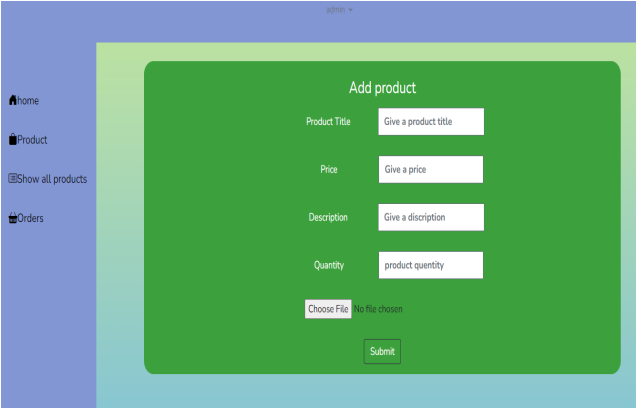 admin
home
Product
Show all products
Orders
Add product
Product Title Give a product title
Price Give a price
Description Give a discription
Quantity product quentity
Choose File No file chosen
Submit